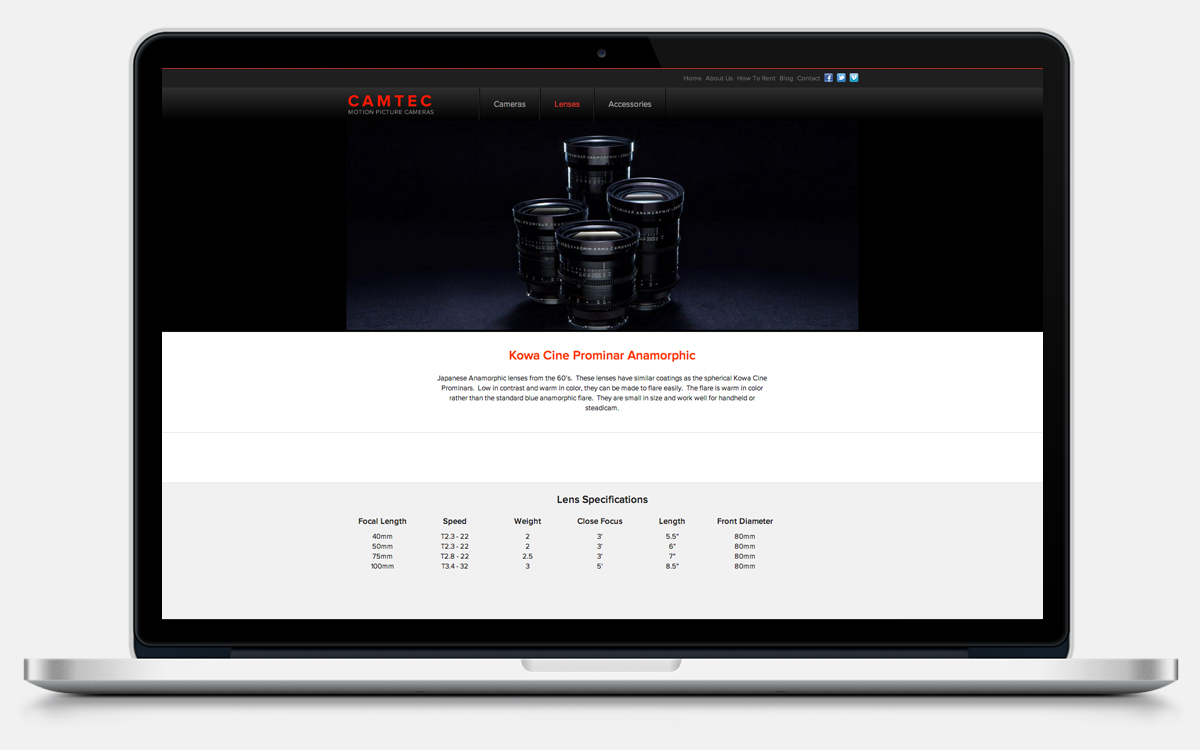 Home About Us How To Rent Blog Contact
CAMTEC
MOTION PICTURE CAMERAS
Cameras Lenses Accessories
Kowa Cine Prominar Anamorphic
Japanese Anamorphic lenses from the 60's. These lenses have similar coatings as the spherical Kowa Cine
Prominars. Low in contrast and warm in color, they can be made to flare easily. The flare is warm in color
rather than the standard blue anamorphic flare. They are small in size and work well for handheld or
steadicam.
Lens Specifications
Focal Length Speed Weight Close Focus Length Front Diameter
40mm T2.3 - 22 2 3' 5.5" 80mm
50mm T2.3 - 22 2 3' 6" 80mm
75mm T2.8 - 22 2.5 3' 7" 80mm
100mm T3.4 - 32 3 5' 8.5" 80mm